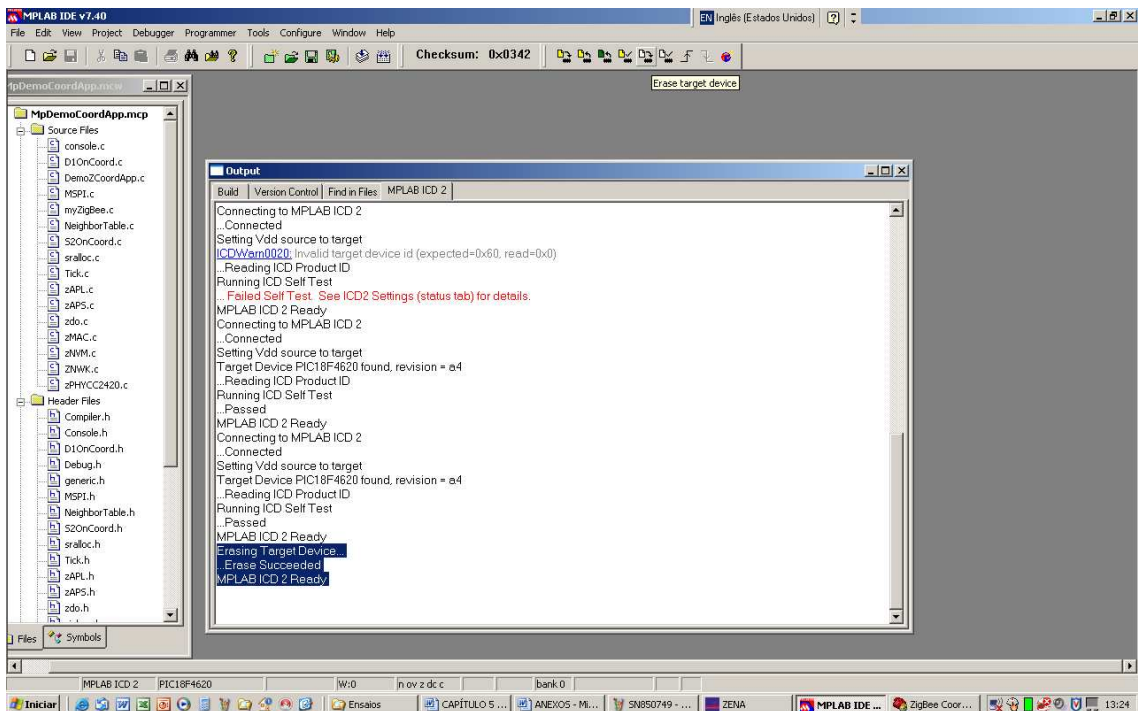 MPLAB IDE v7.40
EN Inglês (Estados Unidos)
File Edit View Project Debugger Programmer Tools Configure Window Help
Checksum: 0x0342
Erase target device
MpDemoCoordApp.mcw
MpDemoCoordApp.mcp
Source Files
console.c
D1OnCoord.c
DemoZCoordApp.c
MSPI.c
myZigBee.c
NeighborTable.c
S2OnCoord.c
sralloc.c
Tick.c
zAPL.c
zAPS.c
zdo.c
zMAC.c
zNVM.c
ZNWK.c
zPHYCC2420.c
Header Files
Compiler.h
Console.h
D1OnCoord.h
Debug.h
generic.h
MSPI.h
NeighborTable.h
S2OnCoord.h
sralloc.h
Tick.h
zAPL.h
zAPS.h
zdo.h
Files Symbols
Output
Build Version Control Find in Files MPLAB ICD 2
Connecting to MPLAB ICD 2
...Connected
Setting Vdd source to target
ICDWarn0020: Invalid target device id (expected=0x60, read=0x0)
...Reading ICD Product ID
Running ICD Self Test
... Failed Self Test. See ICD2 Settings (status tab) for details.
MPLAB ICD 2 Ready
Connecting to MPLAB ICD 2
...Connected
Setting Vdd source to target
Target Device PIC18F4620 found, revision = a4
...Reading ICD Product ID
Running ICD Self Test
...Passed
MPLAB ICD 2 Ready
Connecting to MPLAB ICD 2
...Connected
Setting Vdd source to target
Target Device PIC18F4620 found, revision = a4
...Reading ICD Product ID
Running ICD Self Test
...Passed
MPLAB ICD 2 Ready
Erasing Target Device...
...Erase Succeeded
MPLAB ICD 2 Ready
MPLAB ICD 2 PIC18F4620 W:0 n ov z dc c bank 0
Iniciar Ensaios CAPÍTULO 5 ... ANEXOS - Mi... SN850749 - ... ZENA MPLAB IDE ... ZigBee Coor... 13:24